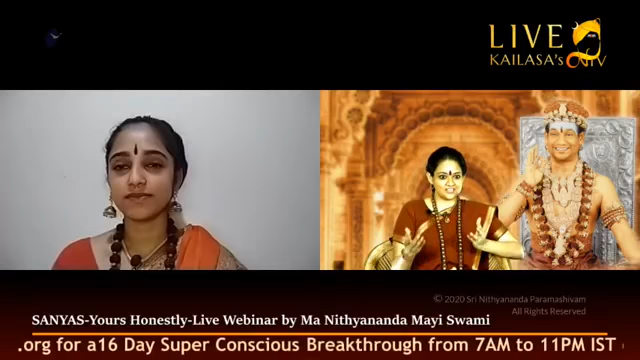 LIVE
KAILASA's NTV
© 2020 Sri Nithyananda Paramashivam
All Rights Reserved
SANYAS-Yours Honestly-Live Webinar by Ma Nithyananda Mayi Swami
.org for a16 Day Super Conscious Breakthrough from 7AM to 11PM IST